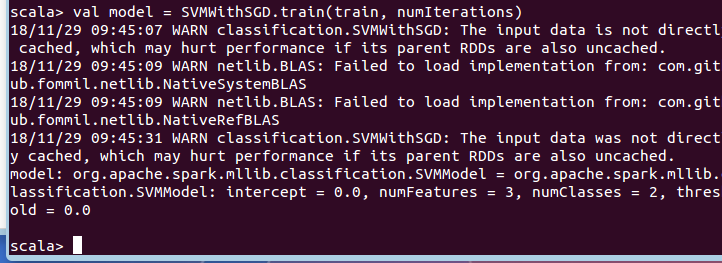 scala> val model = SVMWithSGD.train(train, numIterations)
18/11/29 09:45:07 WARN classification.SVMWithSGD: The input data is not directl
 cached, which may hurt performance if its parent RDDs are also uncached.
18/11/29 09:45:09 WARN netlib.BLAS: Failed to load implementation from: com.git
ub.fommil.netlib.NativeSystemBLAS
18/11/29 09:45:09 WARN netlib.BLAS: Failed to load implementation from: com.git
ub.fommil.netlib.NativeRefBLAS
18/11/29 09:45:31 WARN classification.SVMWithSGD: The input data was not direct
y cached, which may hurt performance if its parent RDDs are also uncached.
model: org.apache.spark.mllib.classification.SVMModel = org.apache.spark.mllib.
lassification.SVMModel: intercept = 0.0, numFeatures = 3, numClasses = 2, thres
old = 0.0
scala>